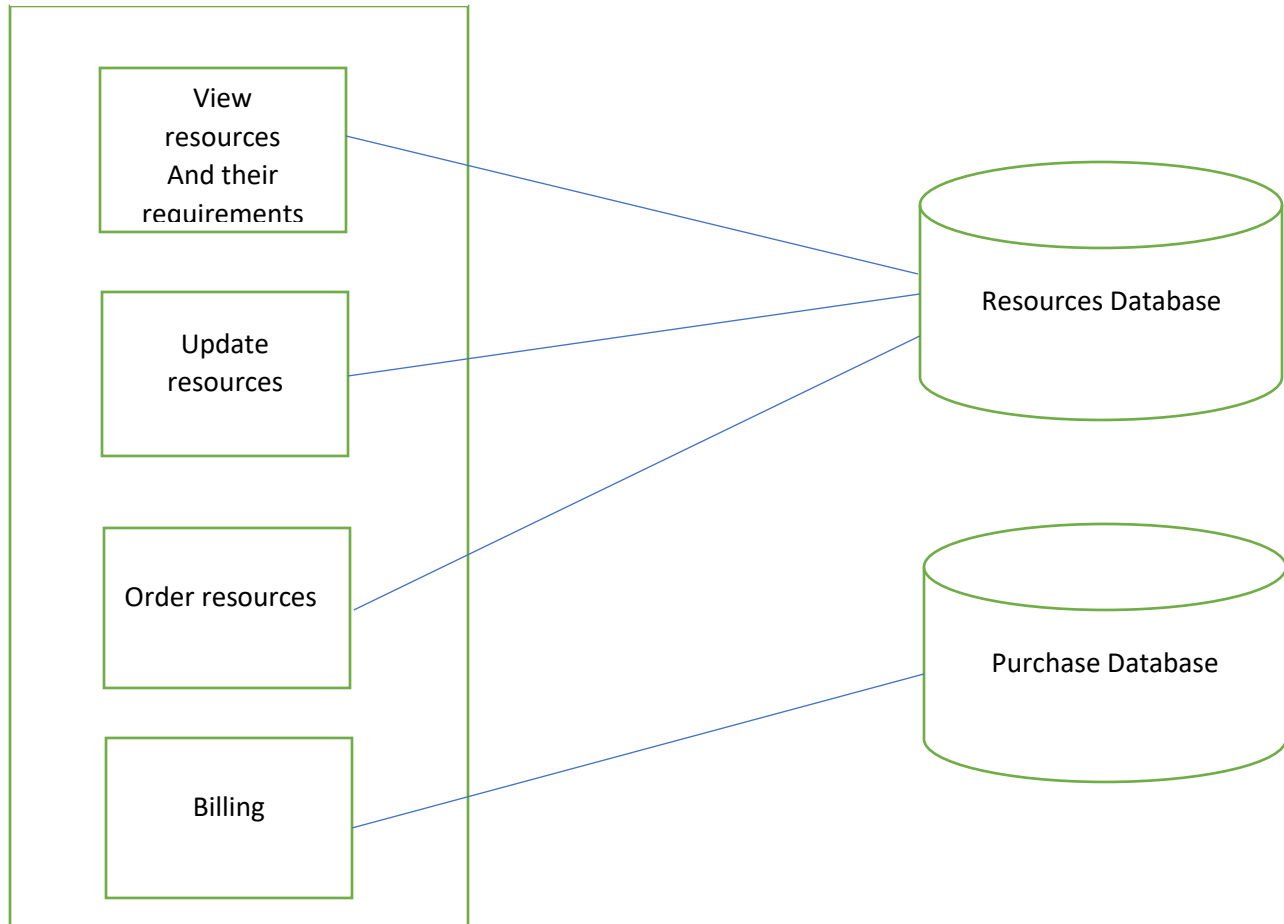 View
resources
And their
requirements
Resources Database
Update
resources
Order resources
Purchase Database
Billing